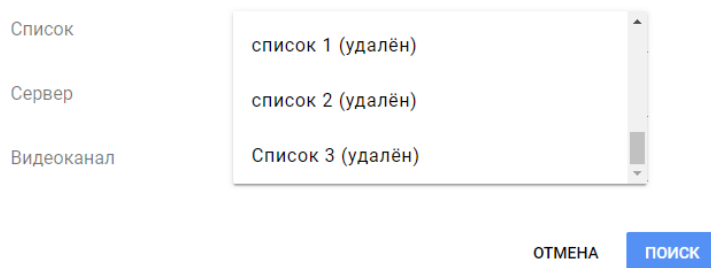 Список
список 1 (удалён)
список 2 (удалён)
Сервер
Список 3 (удалён)
Видеоканал
ОТМЕНА ПОИСК